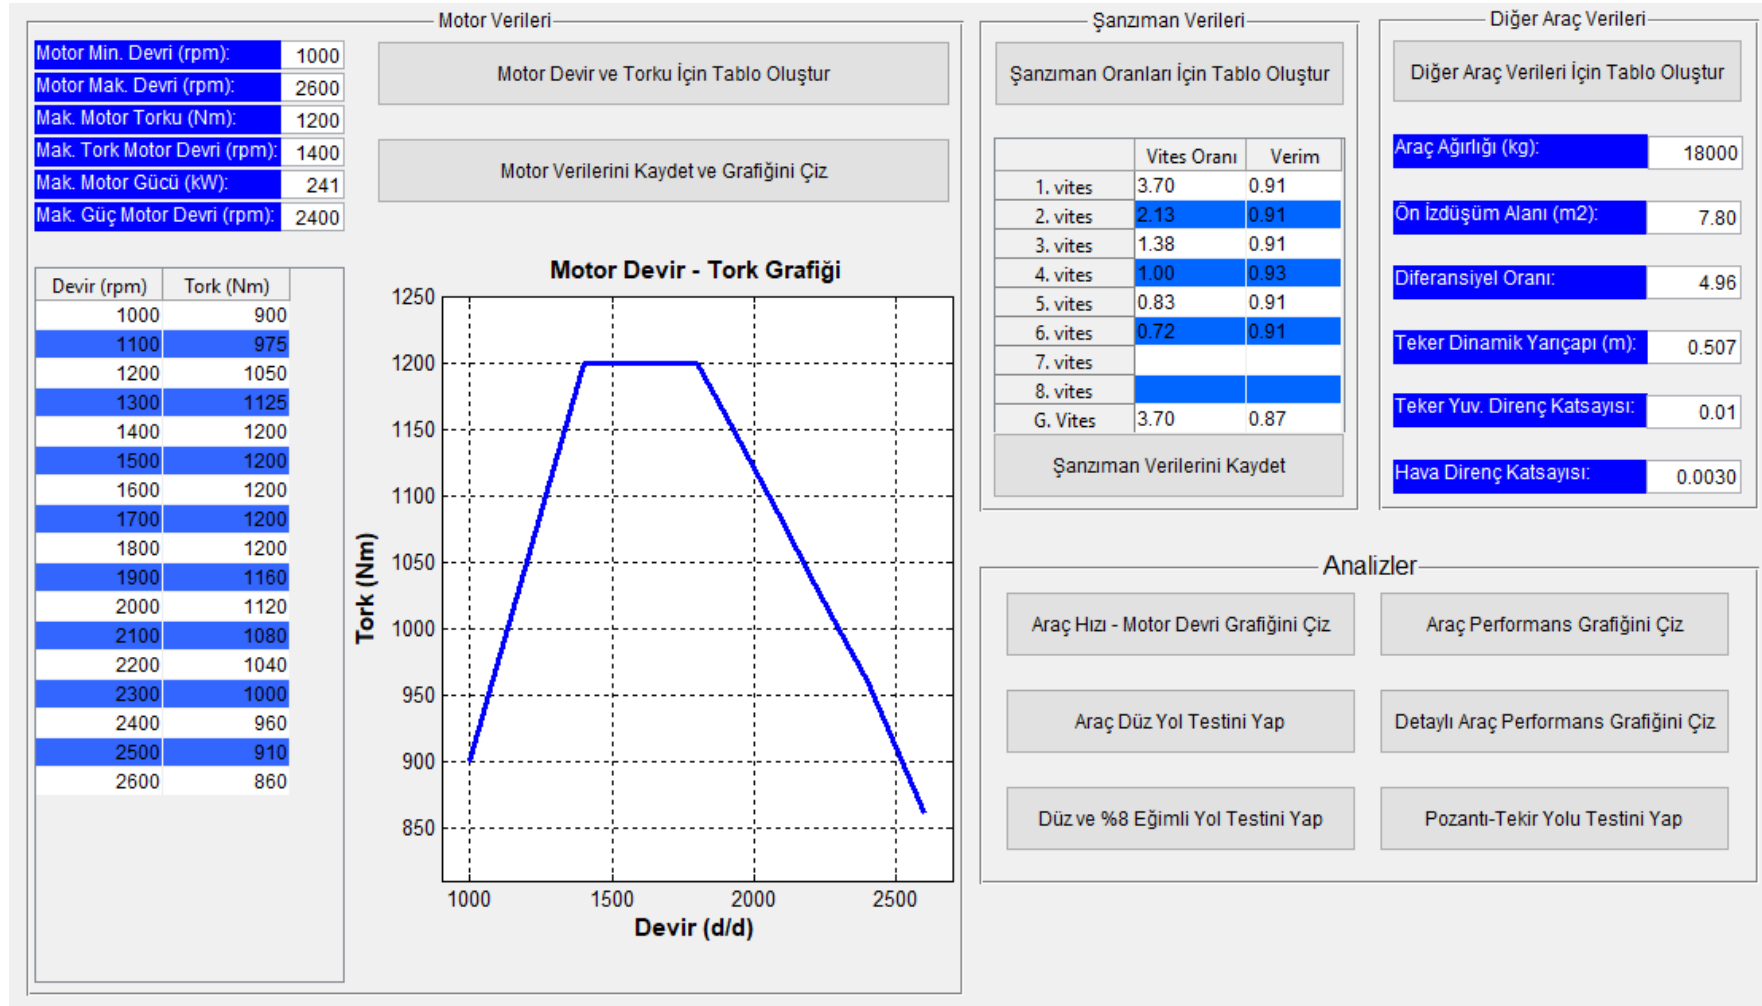 Motor Verileri
Motor Min. Devri (rpm): 1000
Motor Mak. Devri (rpm): 2600
Mak. Motor Torku (Nm): 1200
Mak. Tork Motor Devri (rpm): 1400
Mak. Motor Gücü (kW): 241
Mak. Güç Motor Devri (rpm): 2400
Motor Devir ve Torku İçin Tablo Oluştur
Motor Verilerini Kaydet ve Grafiğini Çiz
Devir (rpm) Tork (Nm)
1000 900
1100 975
1200 1050
1300 1125
1400 1200
1500 1200
1600 1200
1700 1200
1800 1200
1900 1160
2000 1120
2100 1080
2200 1040
2300 1000
2400 960
2500 910
2600 860
Motor Devir - Tork Grafiği
1250
1200
1150
1100
1050
1000
950
900
850
Tork (Nm)
1000 1500 2000 2500
Devir (d/d)
Şanzıman Verileri
Şanzıman Oranları İçin Tablo Oluştur
Vites Oranı Verim
1. vites 3.70 0.91
2. vites 2.13 0.91
3. vites 1.38 0.91
4. vites 1.00 0.93
5. vites 0.83 0.91
6. vites 0.72 0.91
7. vites
8. vites
G. Vites 3.70 0.87
Şanzıman Verilerini Kaydet
Diğer Araç Verileri
Diğer Araç Verileri İçin Tablo Oluştur
Araç Ağırlığı (kg): 18000
Ön İzdüşüm Alanı (m2): 7.80
Diferansiyel Oranı: 4.96
Teker Dinamik Yarıçapı (m): 0.507
Teker Yuv. Direnç Katsayısı: 0.01
Hava Direnç Katsayısı: 0.0030
Analizler
Araç Hızı - Motor Devri Grafiğini Çiz
Araç Performans Grafiğini Çiz
Araç Düz Yol Testini Yap
Detaylı Araç Performans Grafiğini Çiz
Düz ve %8 Eğimli Yol Testini Yap
Pozantı-Tekir Yolu Testini Yap